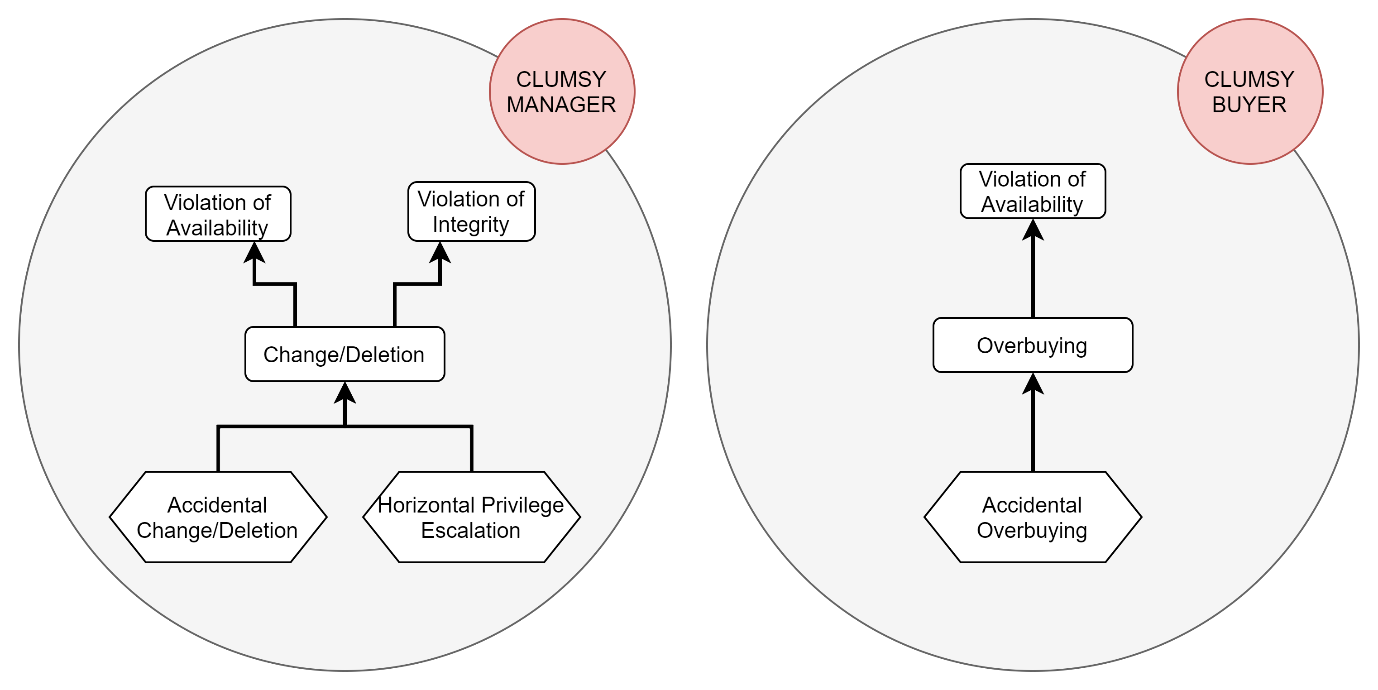 CLUMSY
MANAGER
Violation of
Availability
Violation of
Integrity
Change/Deletion
Accidental
Change/Deletion
Horizontal Privilege
Escalation
CLUMSY
BUYER
Violation of
Availability
Overbuying
Accidental
Overbuying